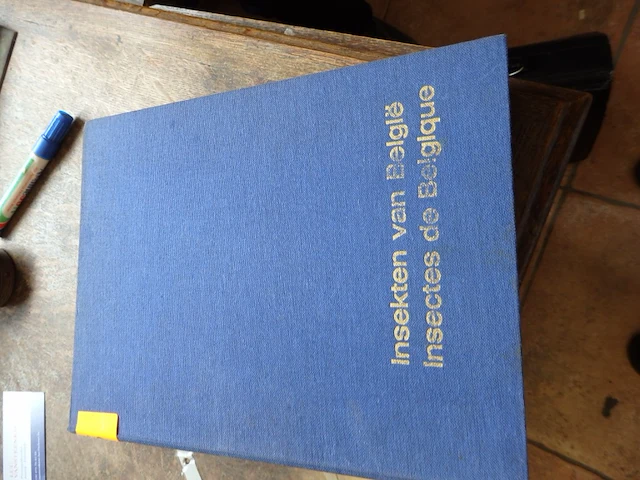 Insekten van België
Insectes de Belgique